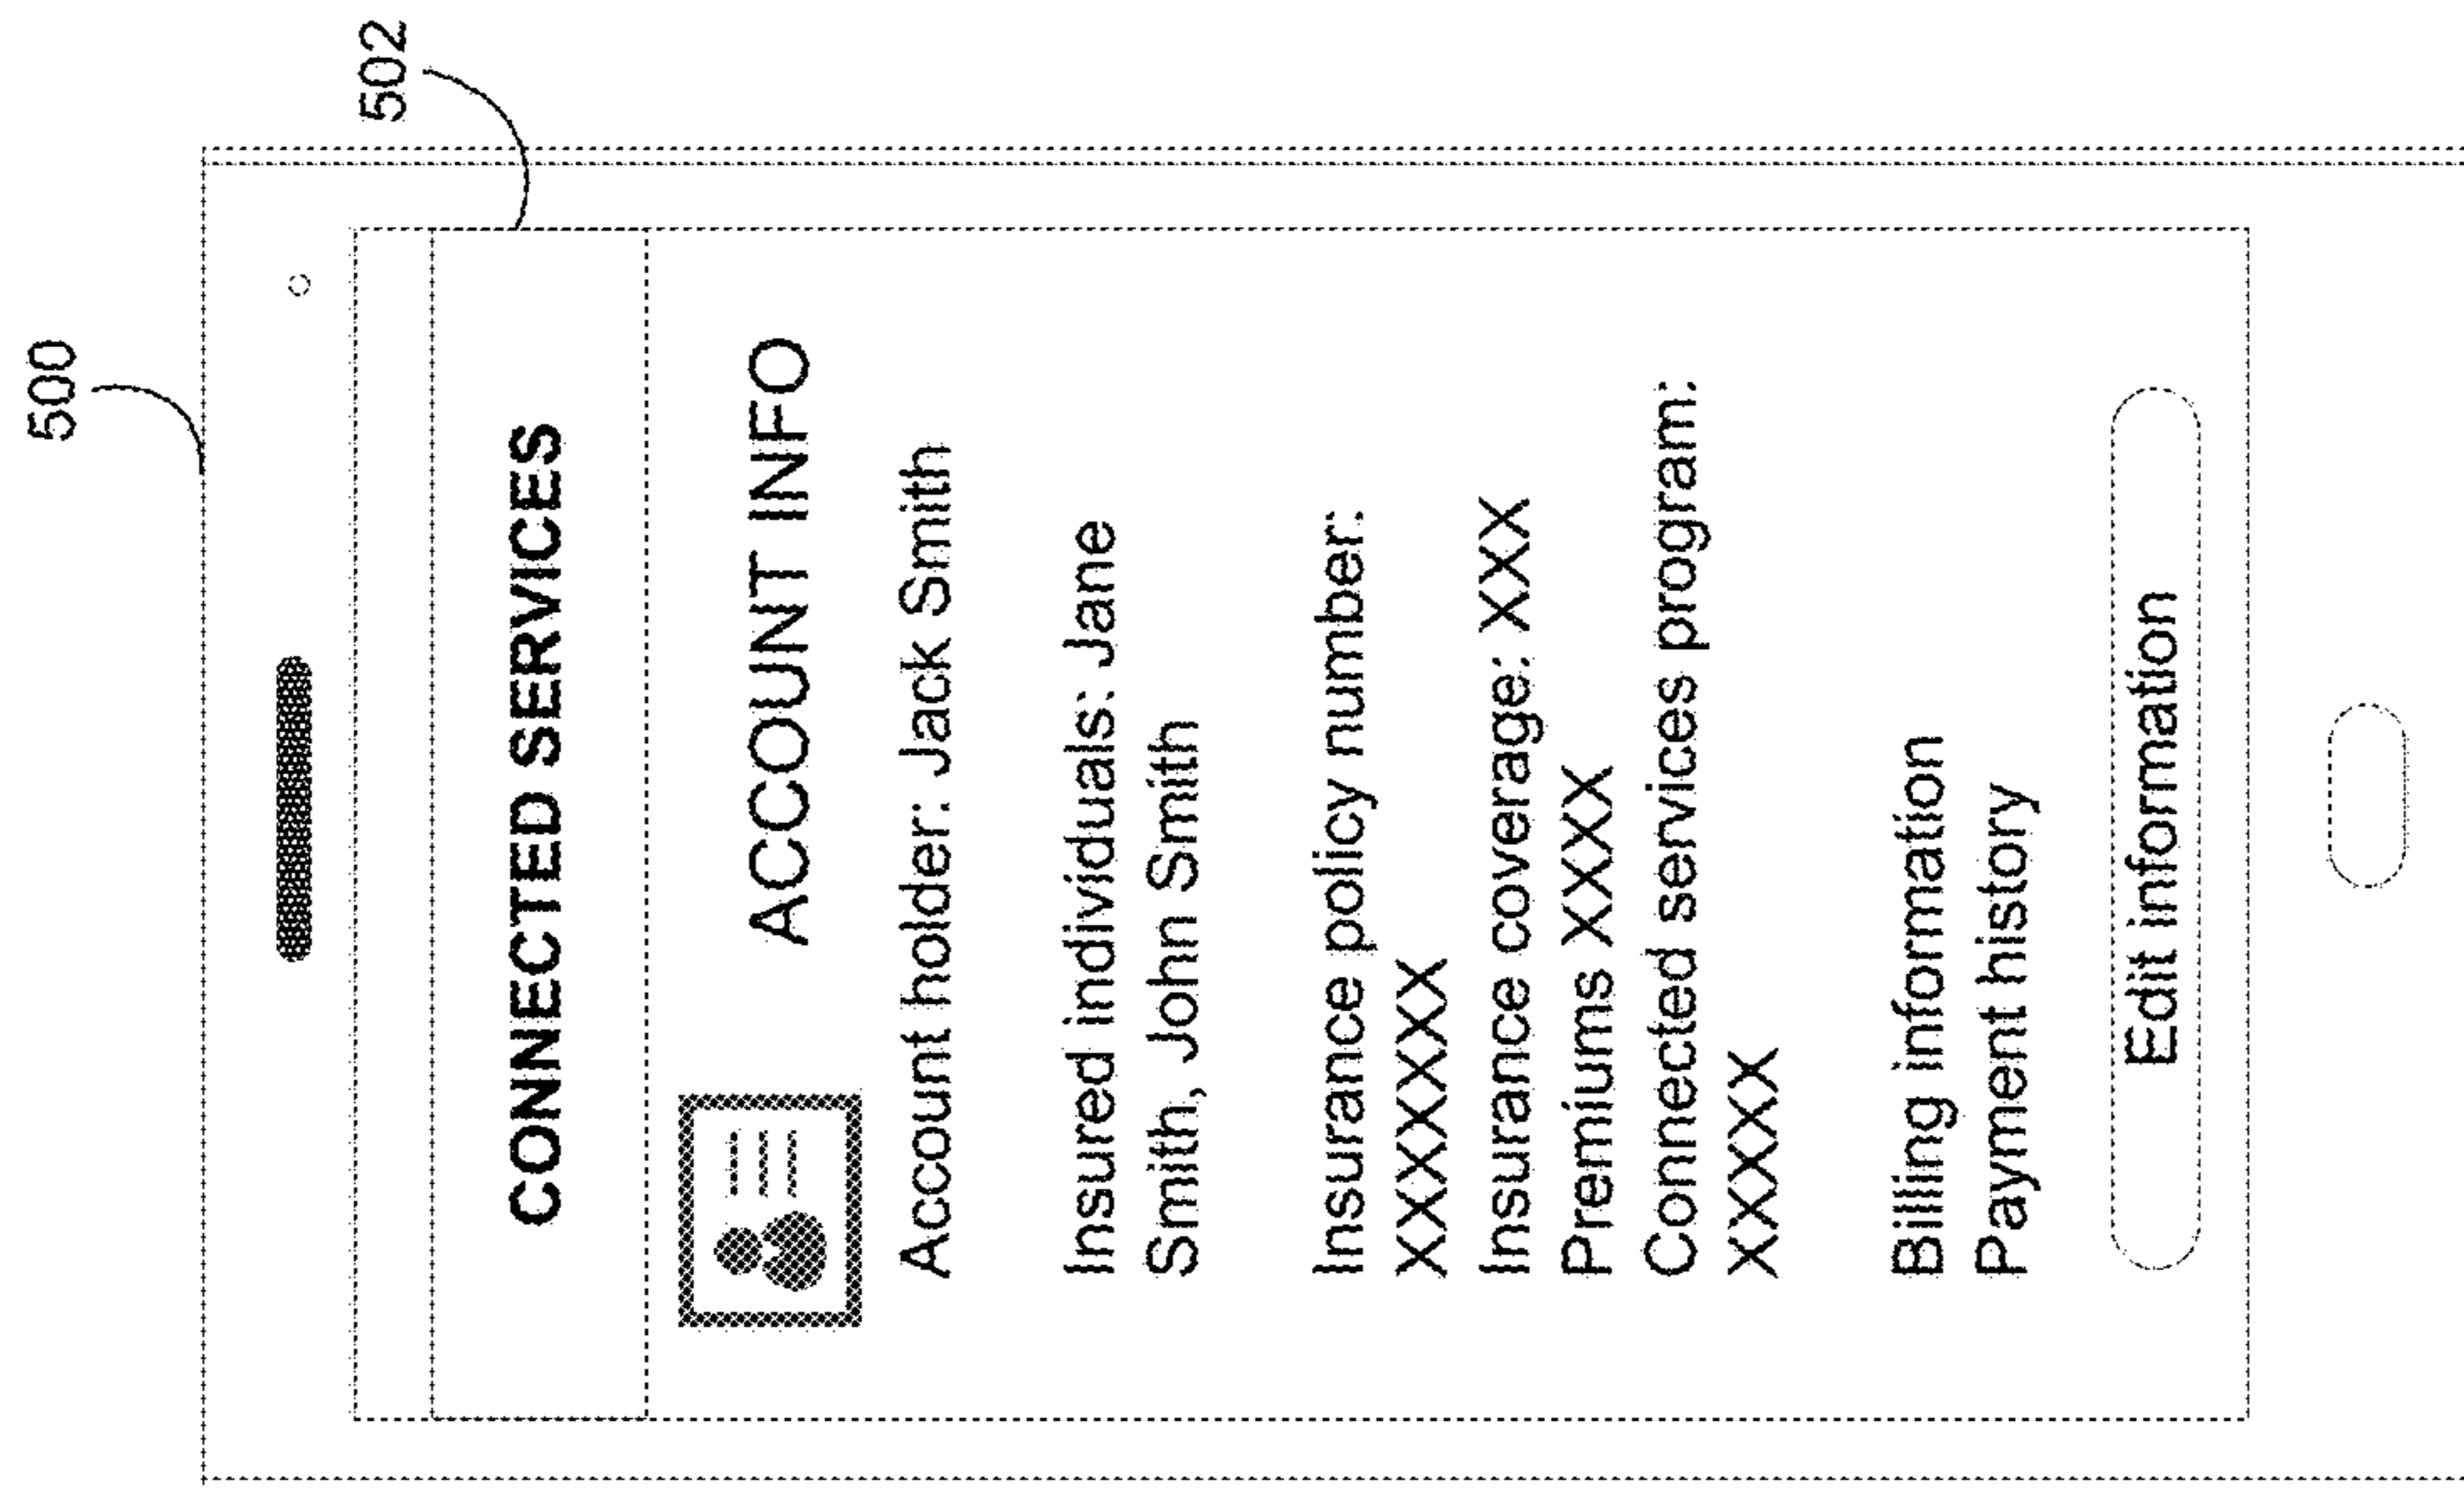 500
502
CONNECTED SERVICES
ACCOUNT INFO
Account holder: Jack Smith
Insured individuals: Jane
Smith, John Smith
Insurance policy number:
XXXXXXX
Insurance coverage: XXX
Premiums XXXX
Connected services program:
XXXXX
Billing information
Payment history
Edit information